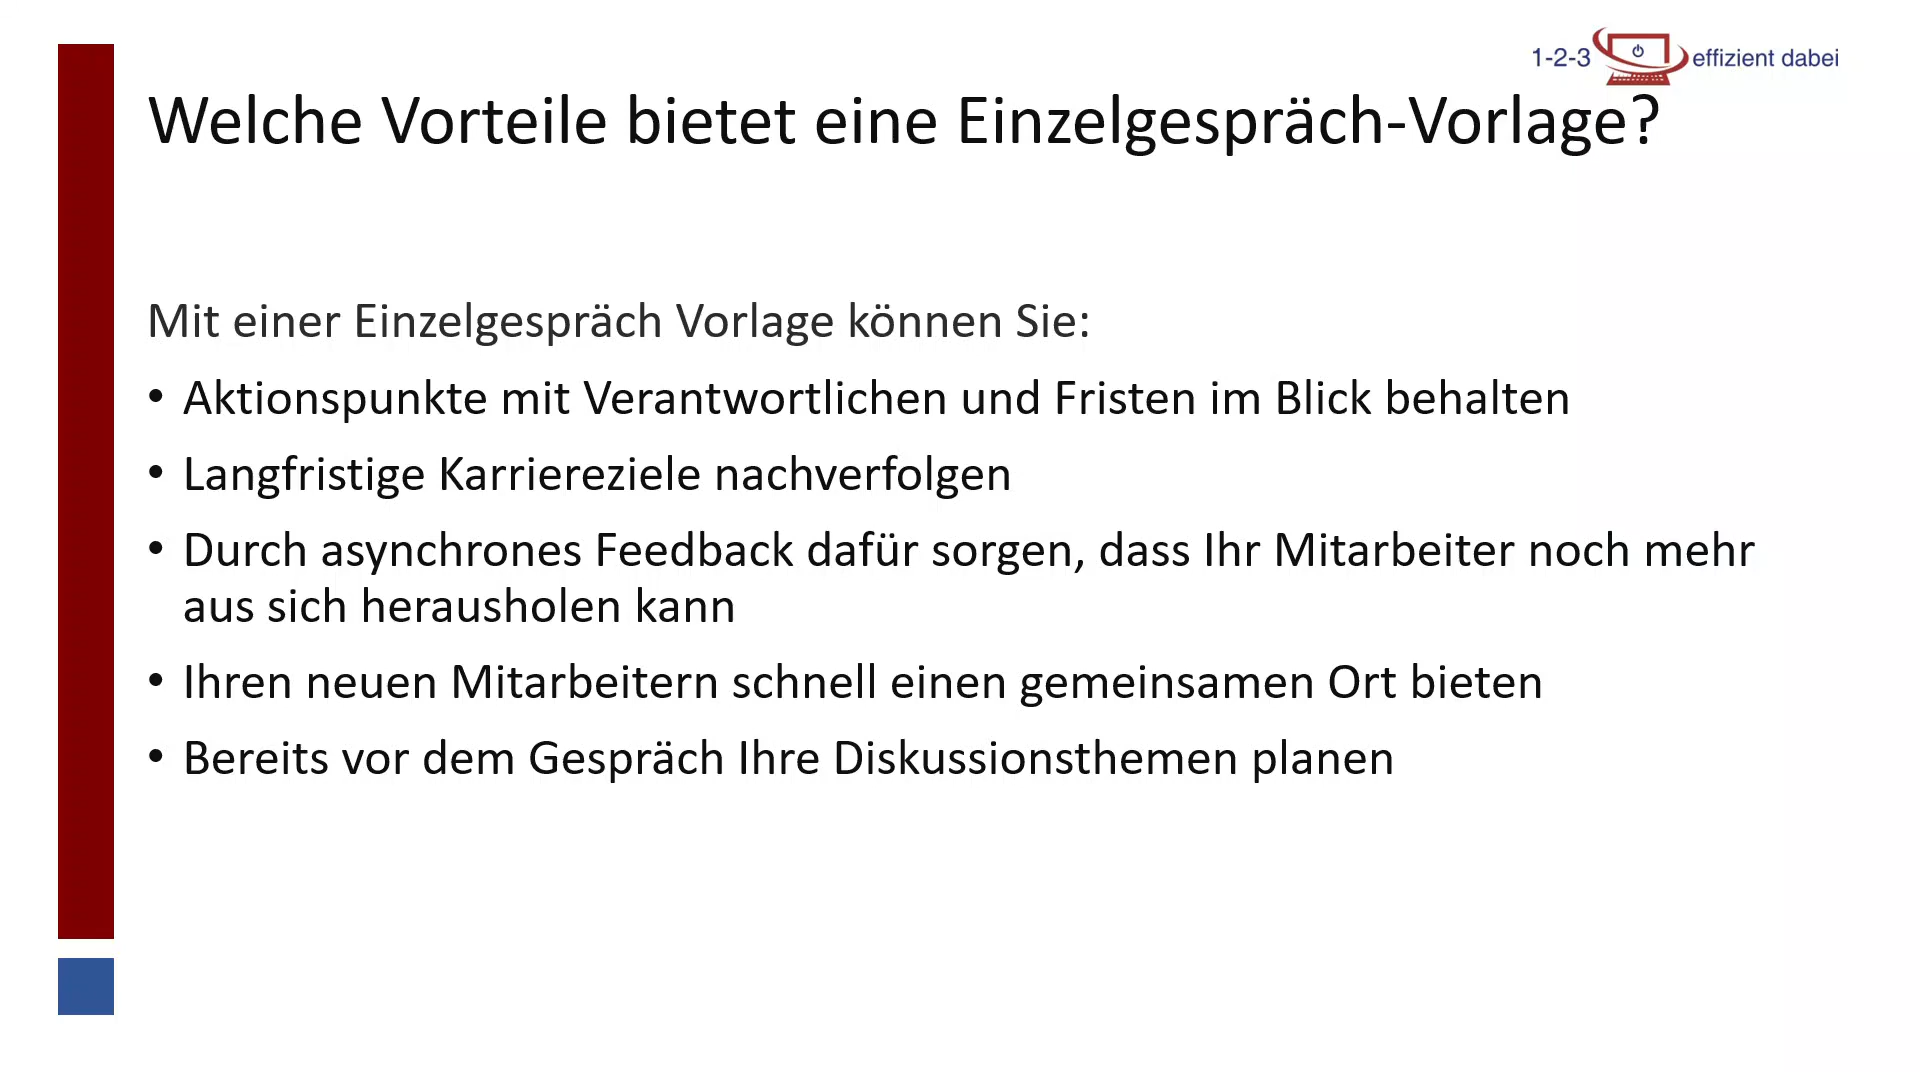 1-2-3 effizient dabei
Welche Vorteile bietet eine Einzelgespräch-Vorlage?
Mit einer Einzelgespräch Vorlage können Sie:
• Aktionspunkte mit Verantwortlichen und Fristen im Blick behalten
• Langfristige Karriereziele nachverfolgen
• Durch asynchrones Feedback dafür sorgen, dass Ihr Mitarbeiter noch mehr
aus sich herausholen kann
• Ihren neuen Mitarbeitern schnell einen gemeinsamen Ort bieten
• Bereits vor dem Gespräch Ihre Diskussionsthemen planen